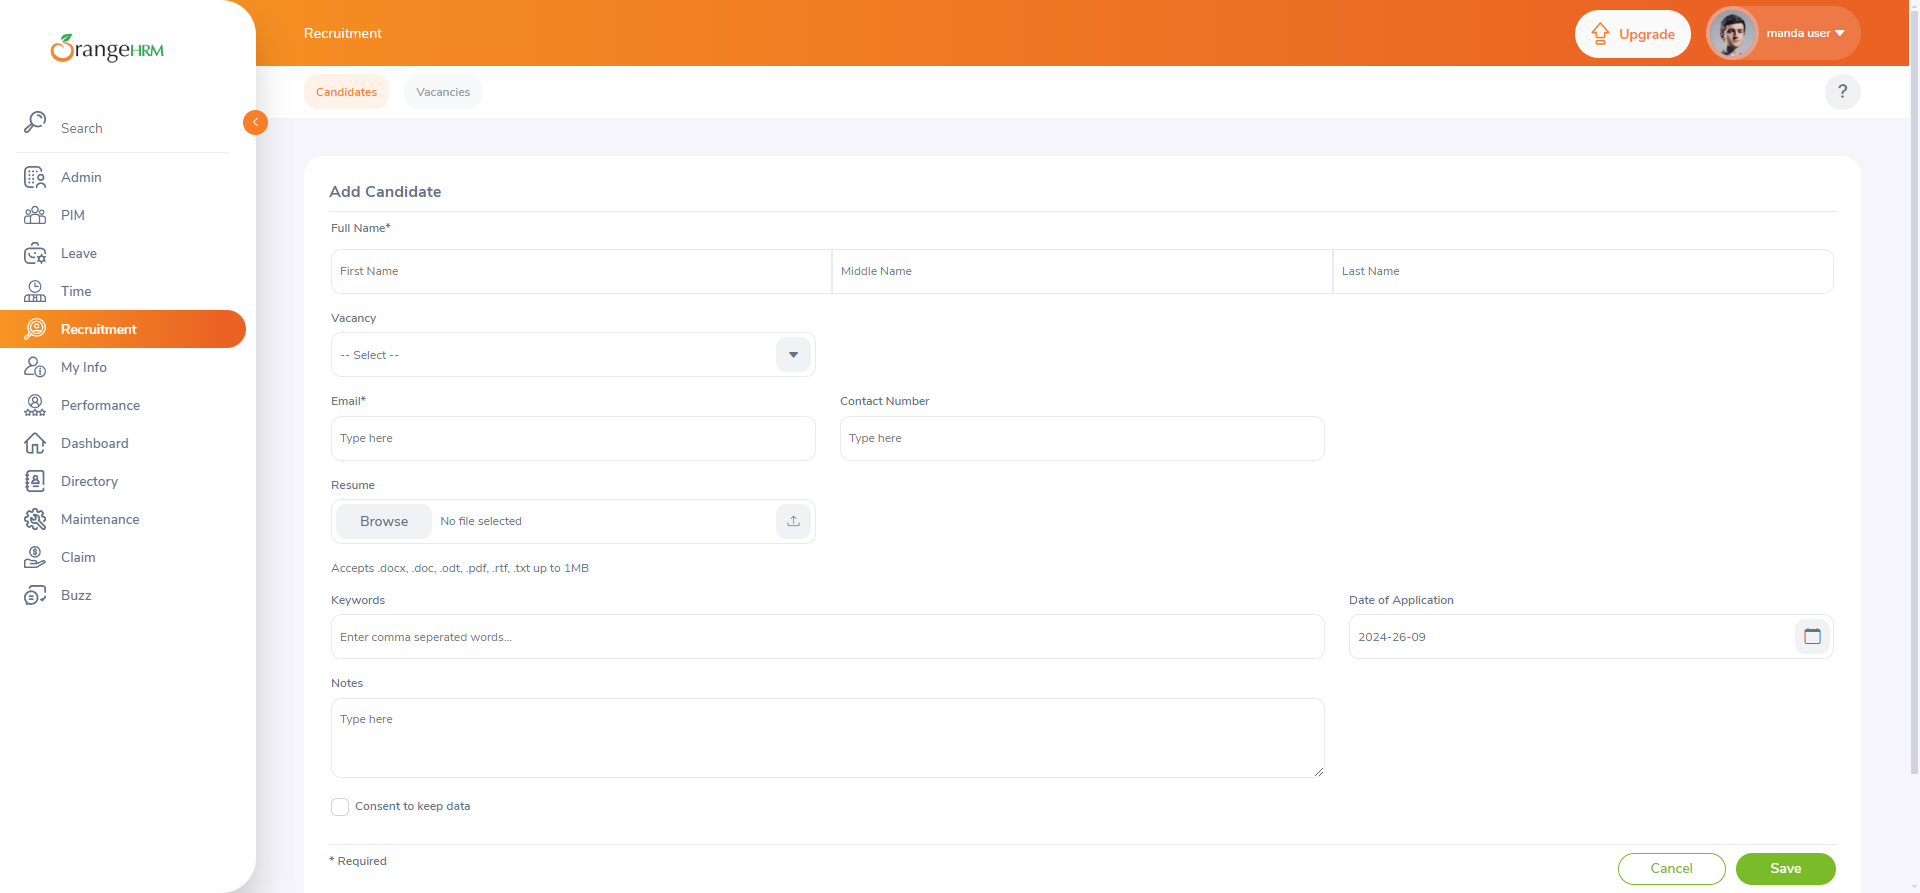 OrangeHRM
Search
Admin
PIM
Leave
Time
Recruitment
My Info
Performance
Dashboard
Directory
Maintenance
Claim
Buzz
Recruitment
Upgrade
manda user
Candidates
Vacancies
?
Add Candidate
Full Name*
First Name
Middle Name
Last Name
Vacancy
-- Select --
Email*
Contact Number
Type here
Type here
Resume
Browse
No file selected
Accepts .docx, .doc, .odt, .pdf, .rtf, .txt up to 1MB
Keywords
Date of Application
Enter comma seperated words...
2024-26-09
Notes
Type here
Consent to keep data
* Required
Cancel
Save